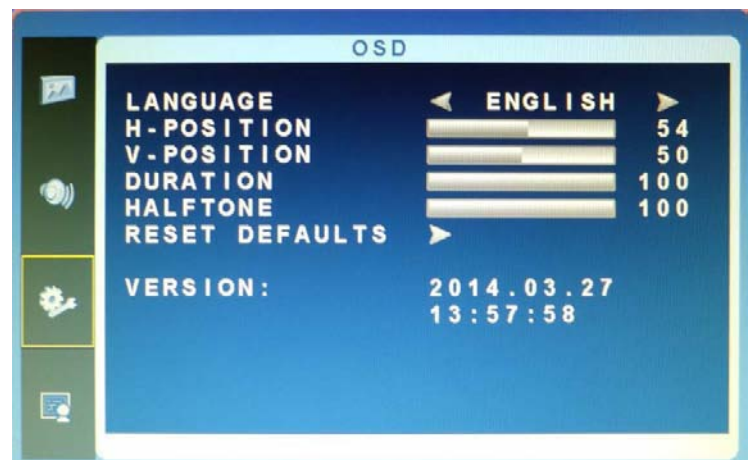 OSD
LANGUAGE ENGLISH
H-POSITION 54
V-POSITION 50
DURATION 100
HALFTONE 100
RESET DEFAULTS
VERSION: 2014.03.27
13:57:58